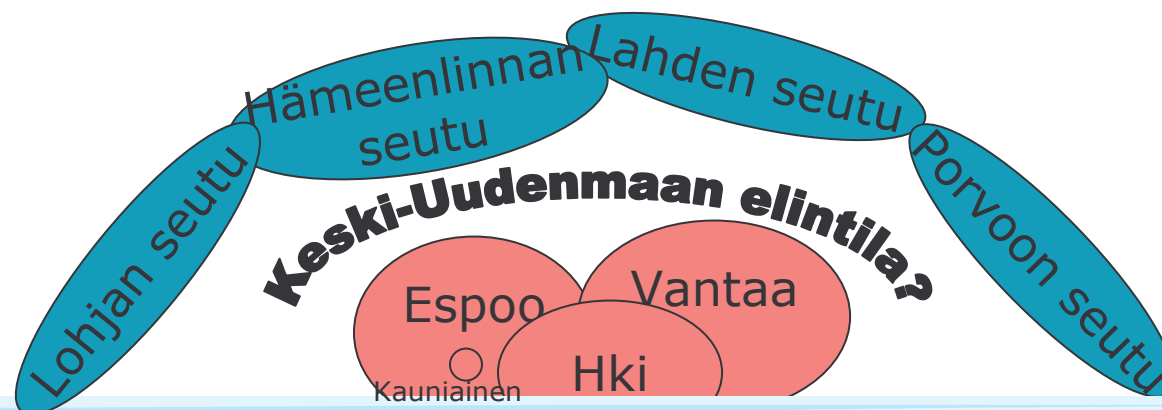 Hämeenlinnan
seutu
Lahden seutu
Lohjan seutu
Porvoon seutu
Keski-Uudenmaan elintila?
Espoo
Vantaa
Hki
Kauniainen